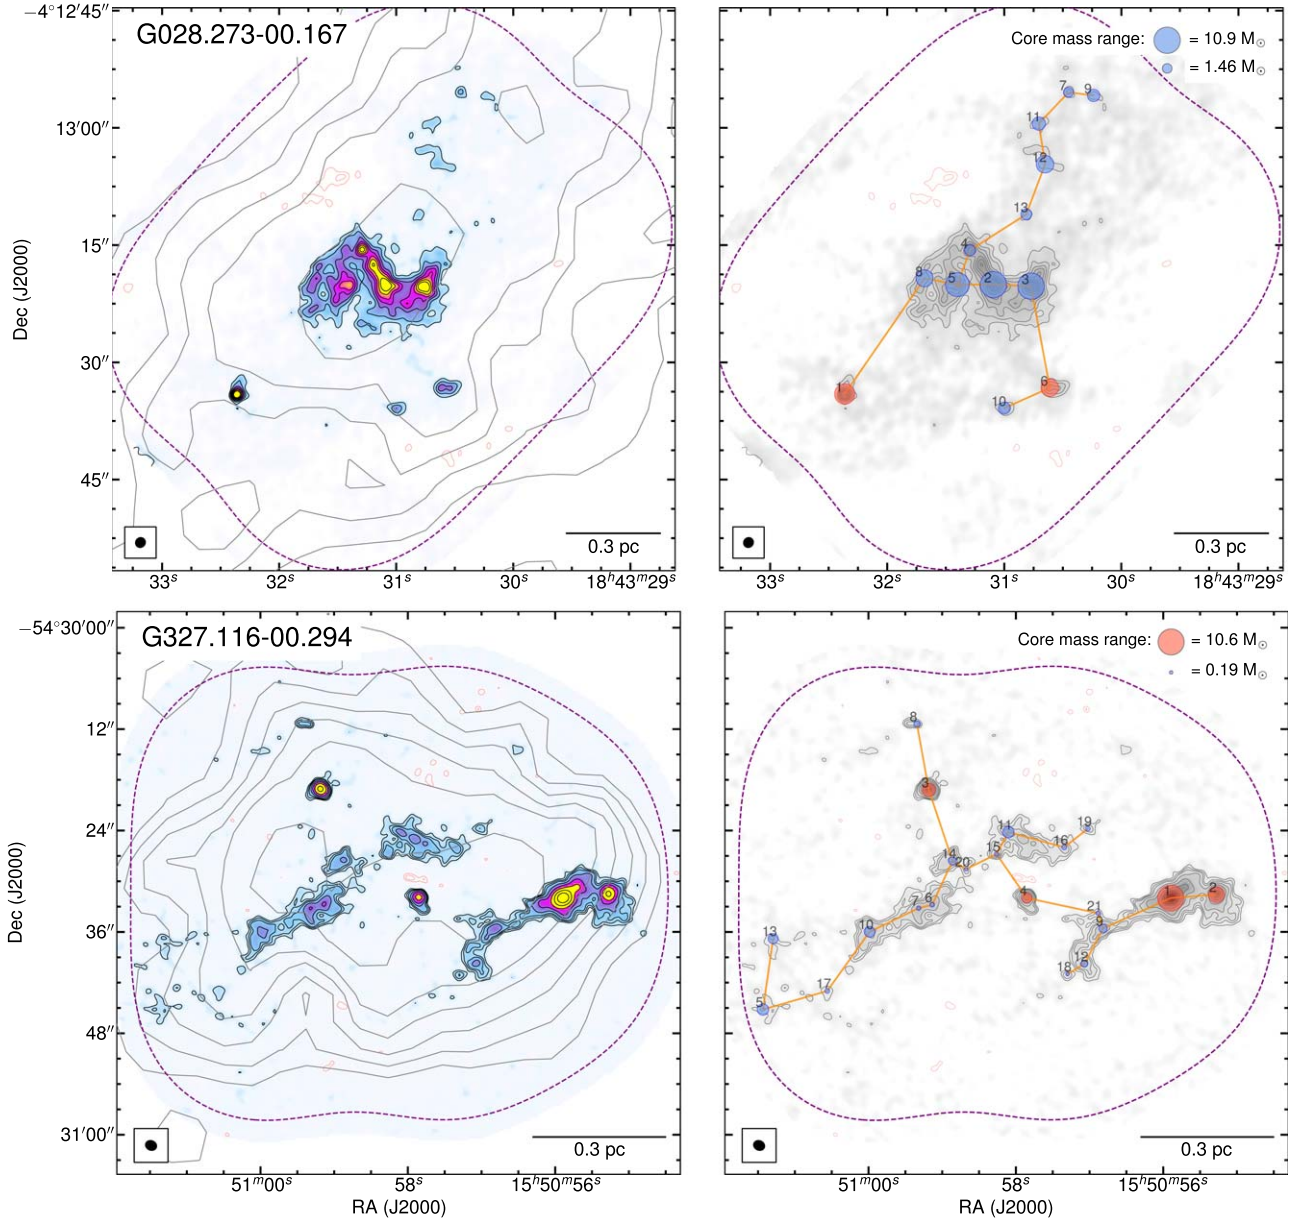 −4°12′45″
G028.273-00.167
13′00″
15″
30″
45″
Dec (J2000)
0.3 pc
33ˢ 32ˢ 31ˢ 30ˢ 18ʰ43ᵐ29ˢ
Core mass range: = 10.9 M☉
= 1.46 M☉
7 9
11
12
13
4
8 5 2 3
1 6
10
0.3 pc
33ˢ 32ˢ 31ˢ 30ˢ 18ʰ43ᵐ29ˢ
−54°30′00″
G327.116-00.294
12″
24″
36″
48″
31′00″
Dec (J2000)
0.3 pc
51ᵐ00ˢ 58ˢ 15ʰ50ᵐ56ˢ
RA (J2000)
Core mass range: = 10.6 M☉
= 0.19 M☉
8
3
11 19
16
14 20 15
7 6 4 1 2
21
10 9
13 12
18
17
5
0.3 pc
51ᵐ00ˢ 58ˢ 15ʰ50ᵐ56ˢ
RA (J2000)